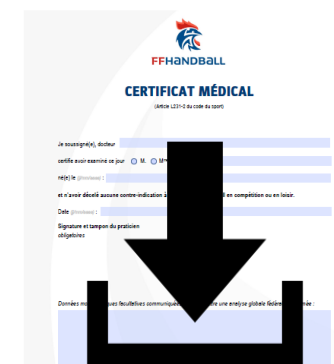 FFHANDBALL
CERTIFICAT MÉDICAL
(Article L231-2 du code du sport)
Je soussigné(e), docteur
certifie avoir examiné ce jour M.
né(e) le
et n'avoir décelé aucune contre-indication à en compétition ou en loisir.
Date
Signature et tampon du praticien
obligatoires
Données ques facultatives communiquées une analyse globale